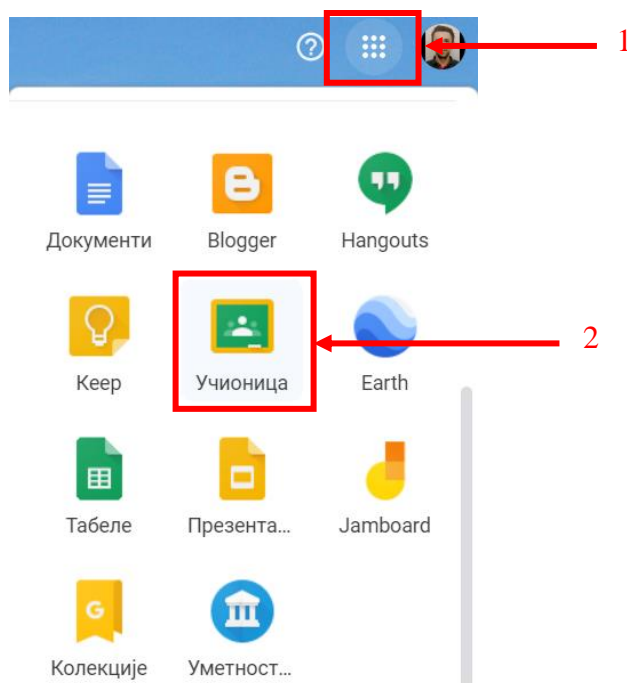 1
Документи Blogger Hangouts
2
Keep Учионица Earth
Табеле Презента... Jamboard
G
Колекције Уметност...